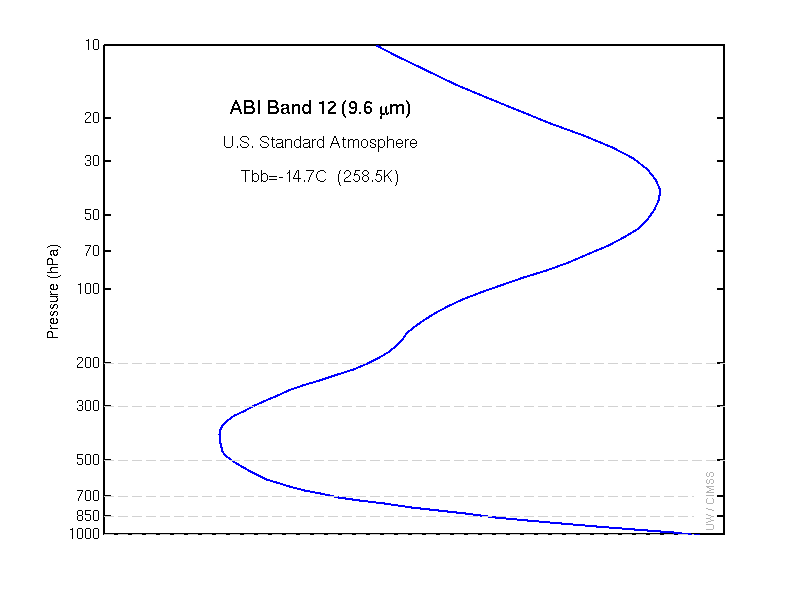 10
ABI Band 12 (9.6 µm)
20
U.S. Standard Atmosphere
30
Tbb=-14.7C (258.5K)
50
70
Pressure (hPa)
100
200
300
500
700
850
1000
UW / CIMSS